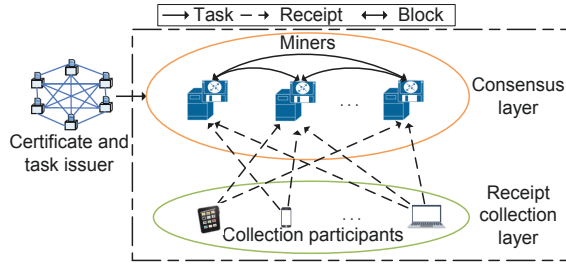 Task Receipt Block
Miners
. . .
Consensus
layer
Certificate and
task issuer
. . .
Collection participants
Receipt
collection
layer